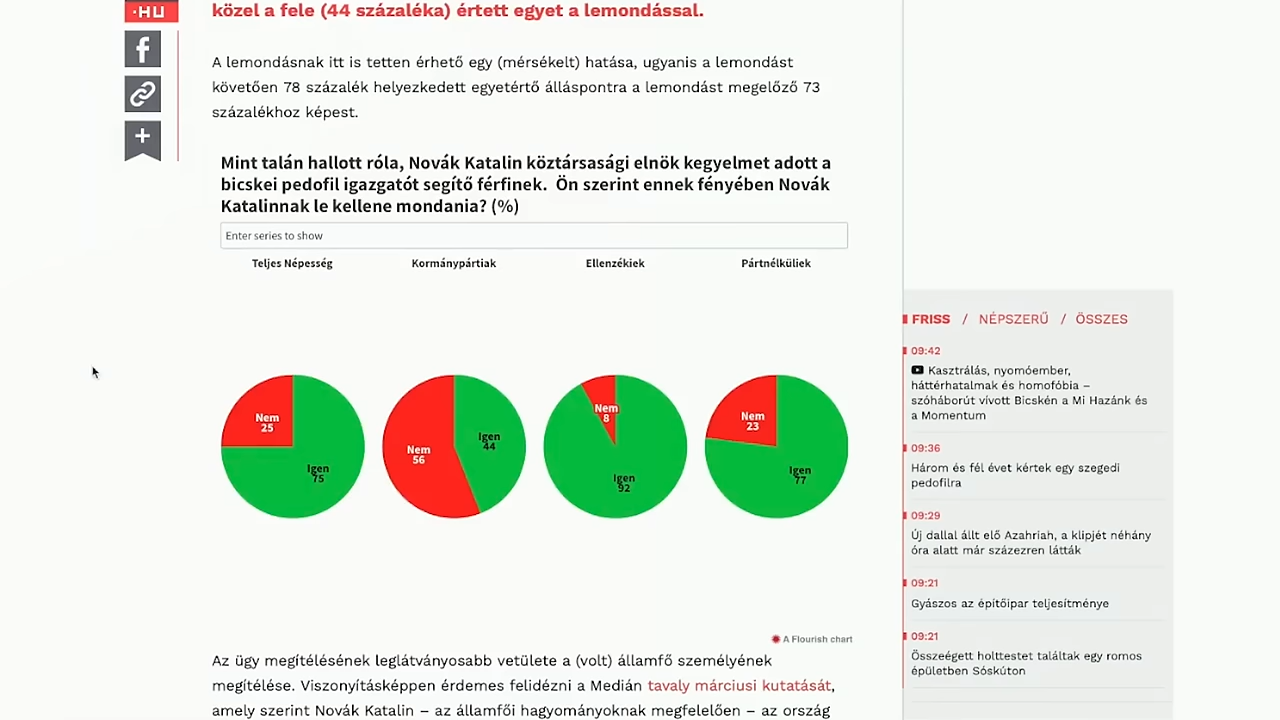 ·HU
közel a fele (44 százaléka) értett egyet a lemondással.
A lemondásnak itt is tetten érhető egy (mérsékelt) hatása, ugyanis a lemondást
követően 78 százalék helyezkedett egyetértő álláspontra a lemondást megelőző 73
százalékhoz képest.
Mint talán hallott róla, Novák Katalin köztársasági elnök kegyelmet adott a
bicskei pedofil igazgatót segítő férfinek. Ön szerint ennek fényében Novák
Katalinnak le kellene mondania? (%)
Enter series to show
Teljes Népesség
Kormánypártiak
Ellenzékiek
Pártnélküliek
Nem
25
Igen
75
Nem
56
Igen
44
Nem
8
Igen
92
Nem
23
Igen
77
A Flourish chart
Az ügy megítélésének leglátványosabb vetülete a (volt) államfő személyének
megítélése. Viszonyításképpen érdemes felidézni a Medián tavaly márciusi kutatását,
amely szerint Novák Katalin – az államfői hagyományoknak megfelelően – az ország
FRISS / NÉPSZERŰ / ÖSSZES
09:42
Kasztrálás, nyomóember,
háttérhatalmak és homofóbia –
szóháborút vívott Bicskén a Mi Hazánk és
a Momentum
09:36
Három és fél évet kértek egy szegedi
pedofilra
09:29
Új dallal állt elő Azahriah, a klipjét néhány
óra alatt már százezren látták
09:21
Gyászos az építőipar teljesítménye
09:21
Összeégett holttestet találtak egy romos
épületben Sóskúton